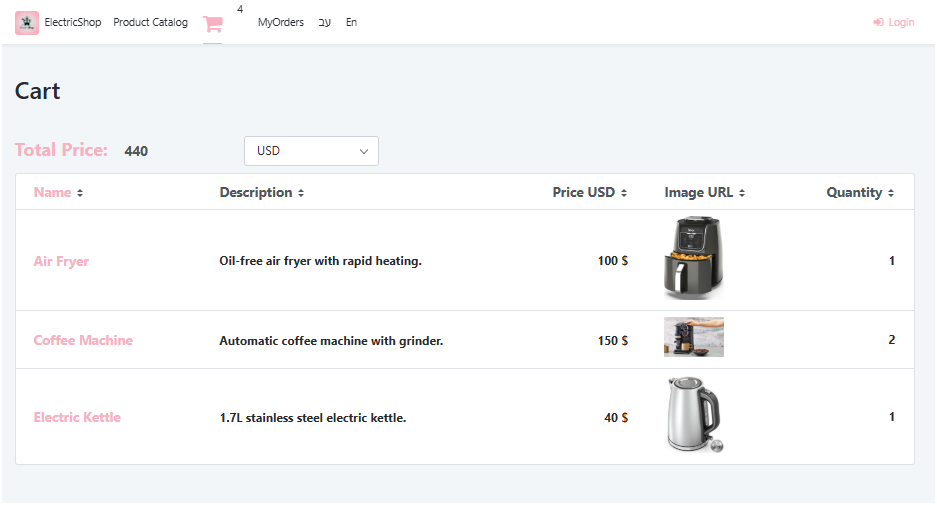 ElectricShop Product Catalog 4 MyOrders עב En Login
Cart
Total Price: 440 USD
Name Description Price USD Image URL Quantity
Air Fryer Oil-free air fryer with rapid heating. 100 $ 1
Coffee Machine Automatic coffee machine with grinder. 150 $ 2
Electric Kettle 1.7L stainless steel electric kettle. 40 $ 1